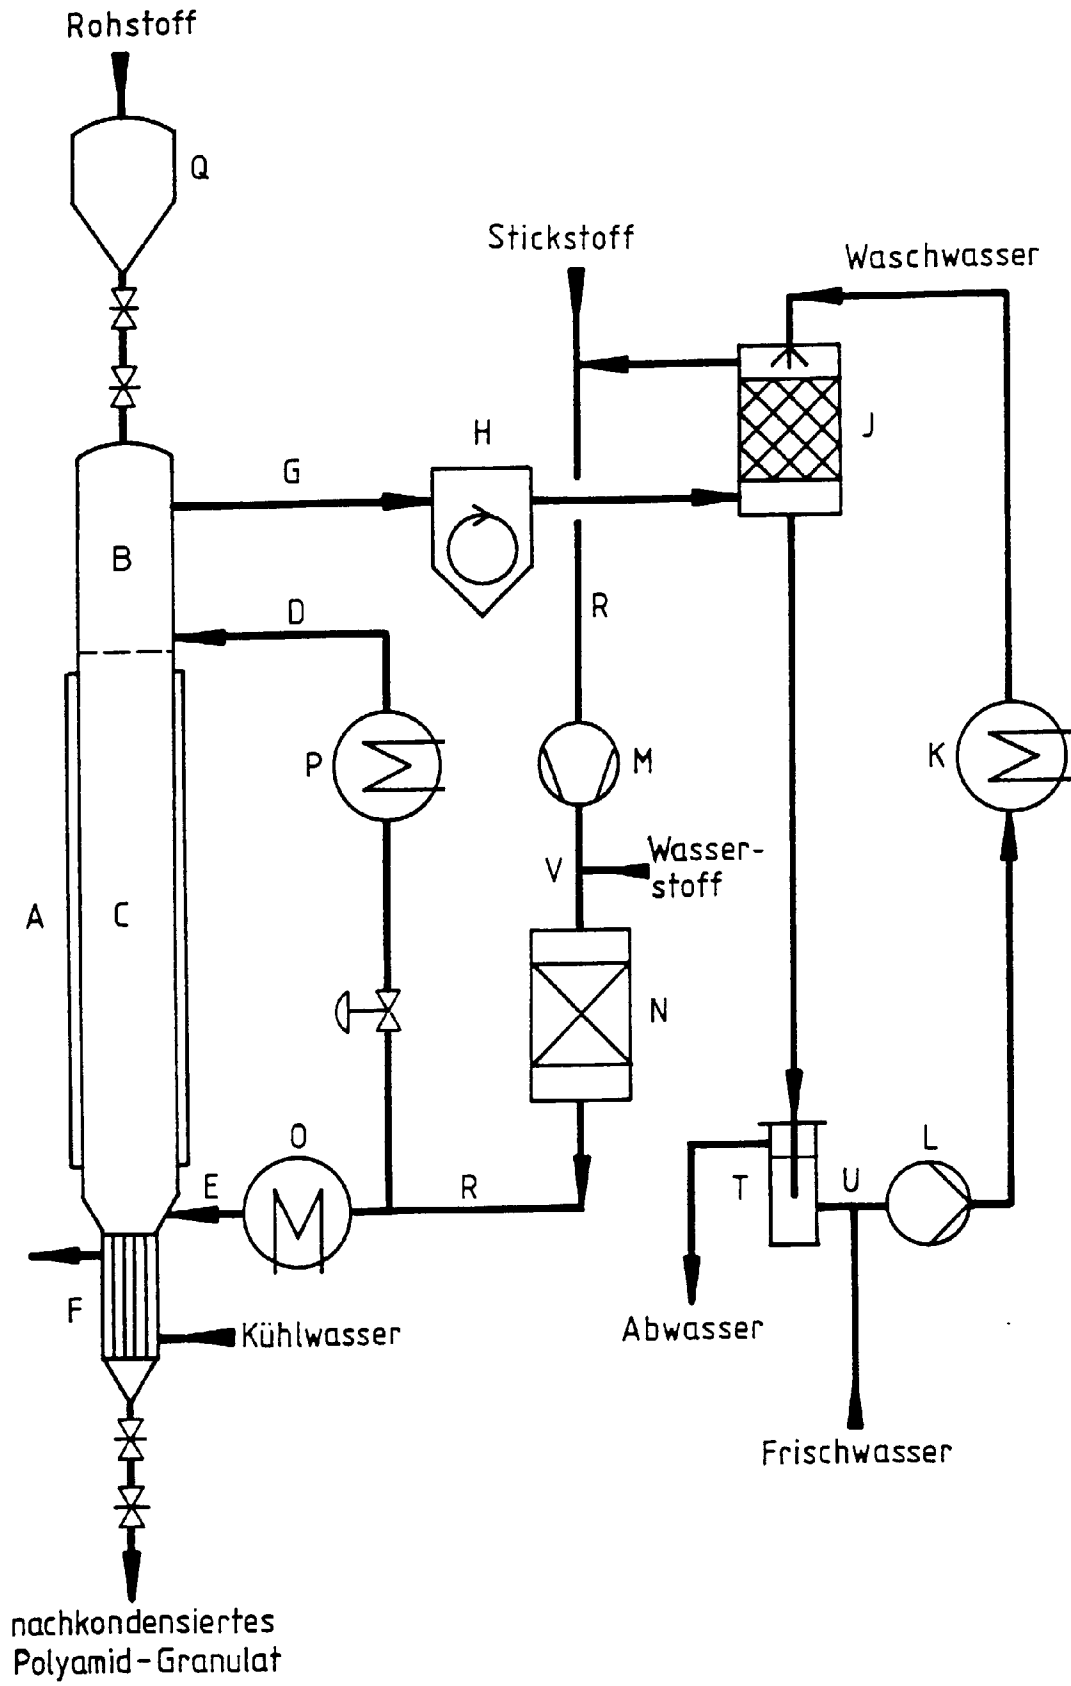 Rohstoff
Q
Stickstoff
Waschwasser
H
J
G
B
D
R
P
M
K
V
Wasser-
stoff
A
C
N
O
L
E
R
T
U
F
Kühlwasser
Abwasser
Frischwasser
nachkondensiertes
Polyamid-Granulat